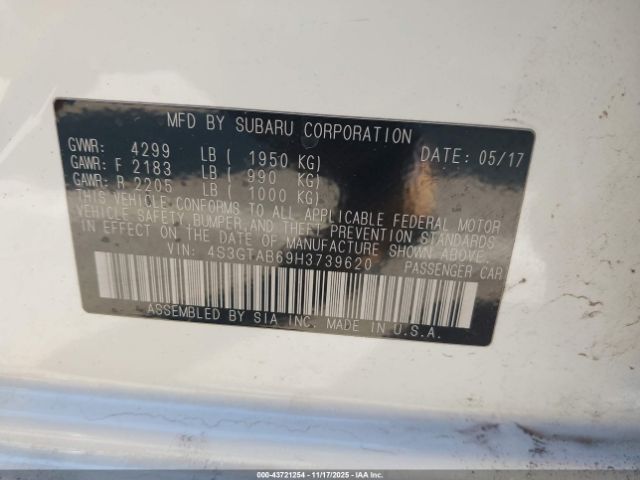 MFD BY SUBARU CORPORATION
GVWR: 4299 LB ( 1950 KG) DATE: 05/17
GAWR: F 2183 LB ( 990 KG)
GAWR: R 2205 LB ( 1000 KG)
THIS VEHICLE CONFORMS TO ALL APPLICABLE FEDERAL MOTOR
VEHICLE SAFETY, BUMPER, AND THEFT PREVENTION STANDARDS
IN EFFECT ON THE DATE OF MANUFACTURE SHOWN ABOVE.
VIN: 4S3GTAB69H3739620 PASSENGER CAR
ASSEMBLED BY SIA INC. MADE IN U.S.A.
000-43721254 - 11/17/2025 - IAAI.CA